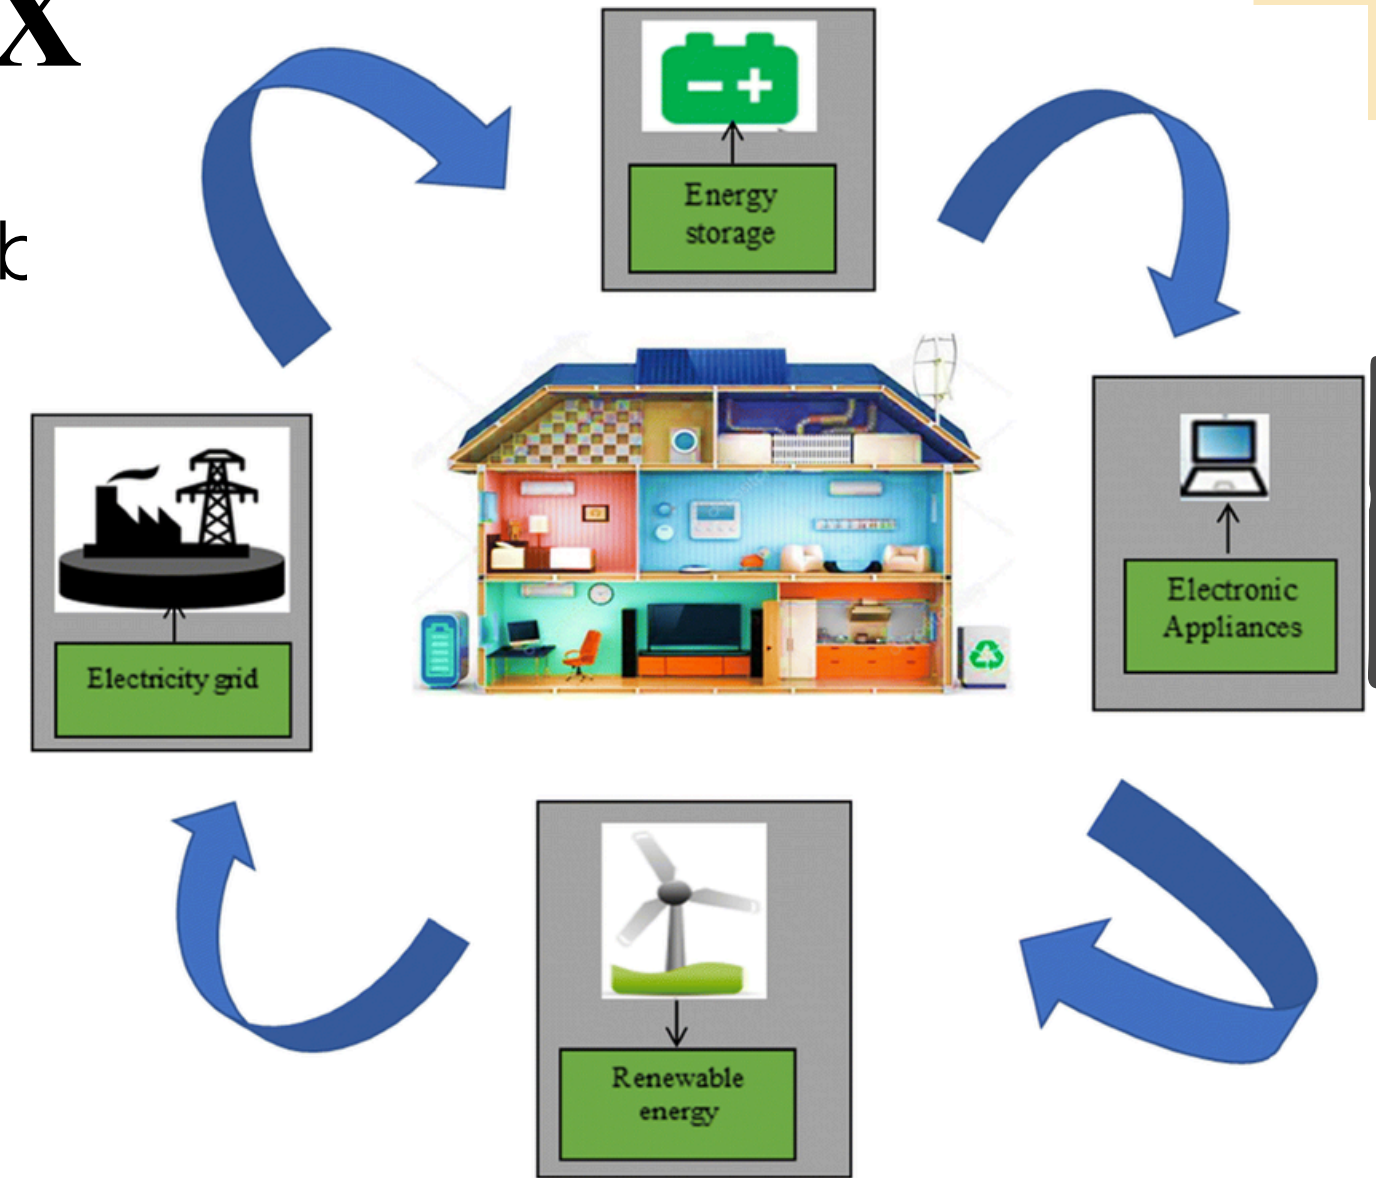 x
Energy
storage
Electricity grid
Electronic
Appliances
Renewable
energy